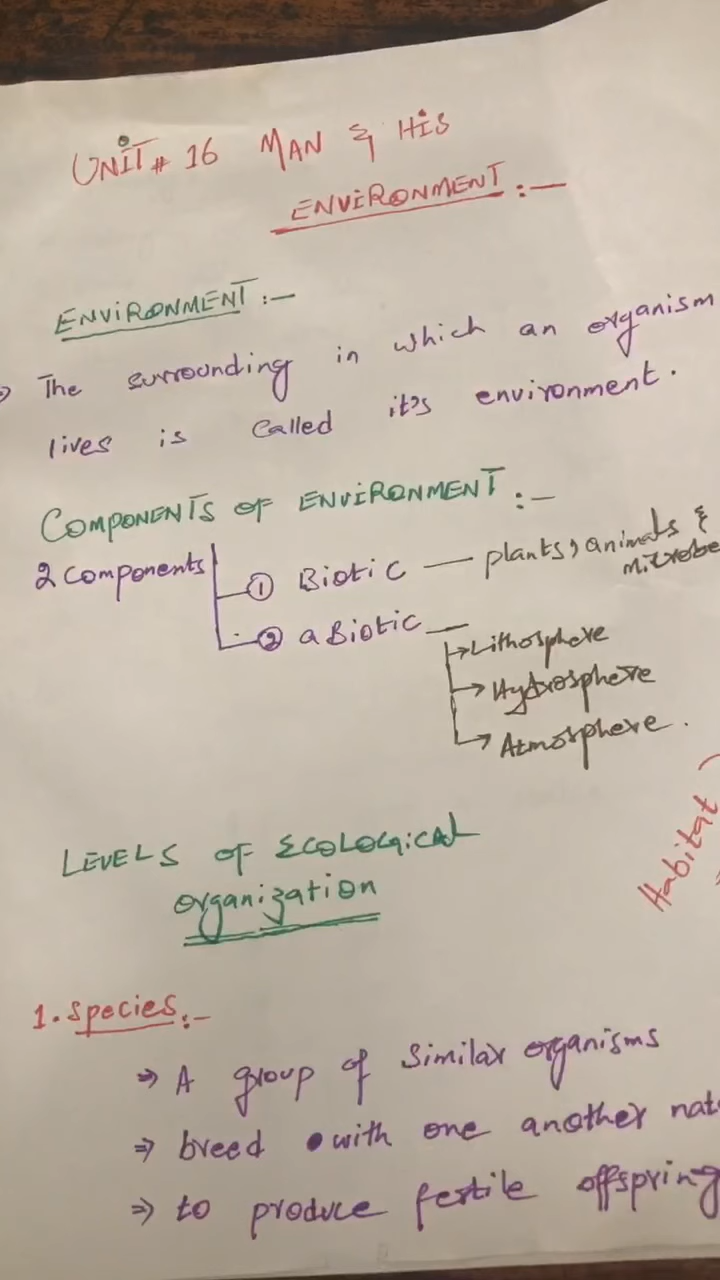 UNIT # 16 MAN & HIS
ENVIRONMENT :-
ENVIRONMENT :-
The surrounding in which an organism
lives is called it's environment.
COMPONENTS OF ENVIRONMENT :-
2 components
① Biotic — plants, animals &
microbe
② aBiotic —
→ Lithosphere
→ Hydrosphere
→ Atmosphere.
Habitat
LEVELS OF ECOLOGICAL
organization
1. species :-
⇒ A group of similar organisms
⇒ breed with one another nat
⇒ to produce fertile offspring